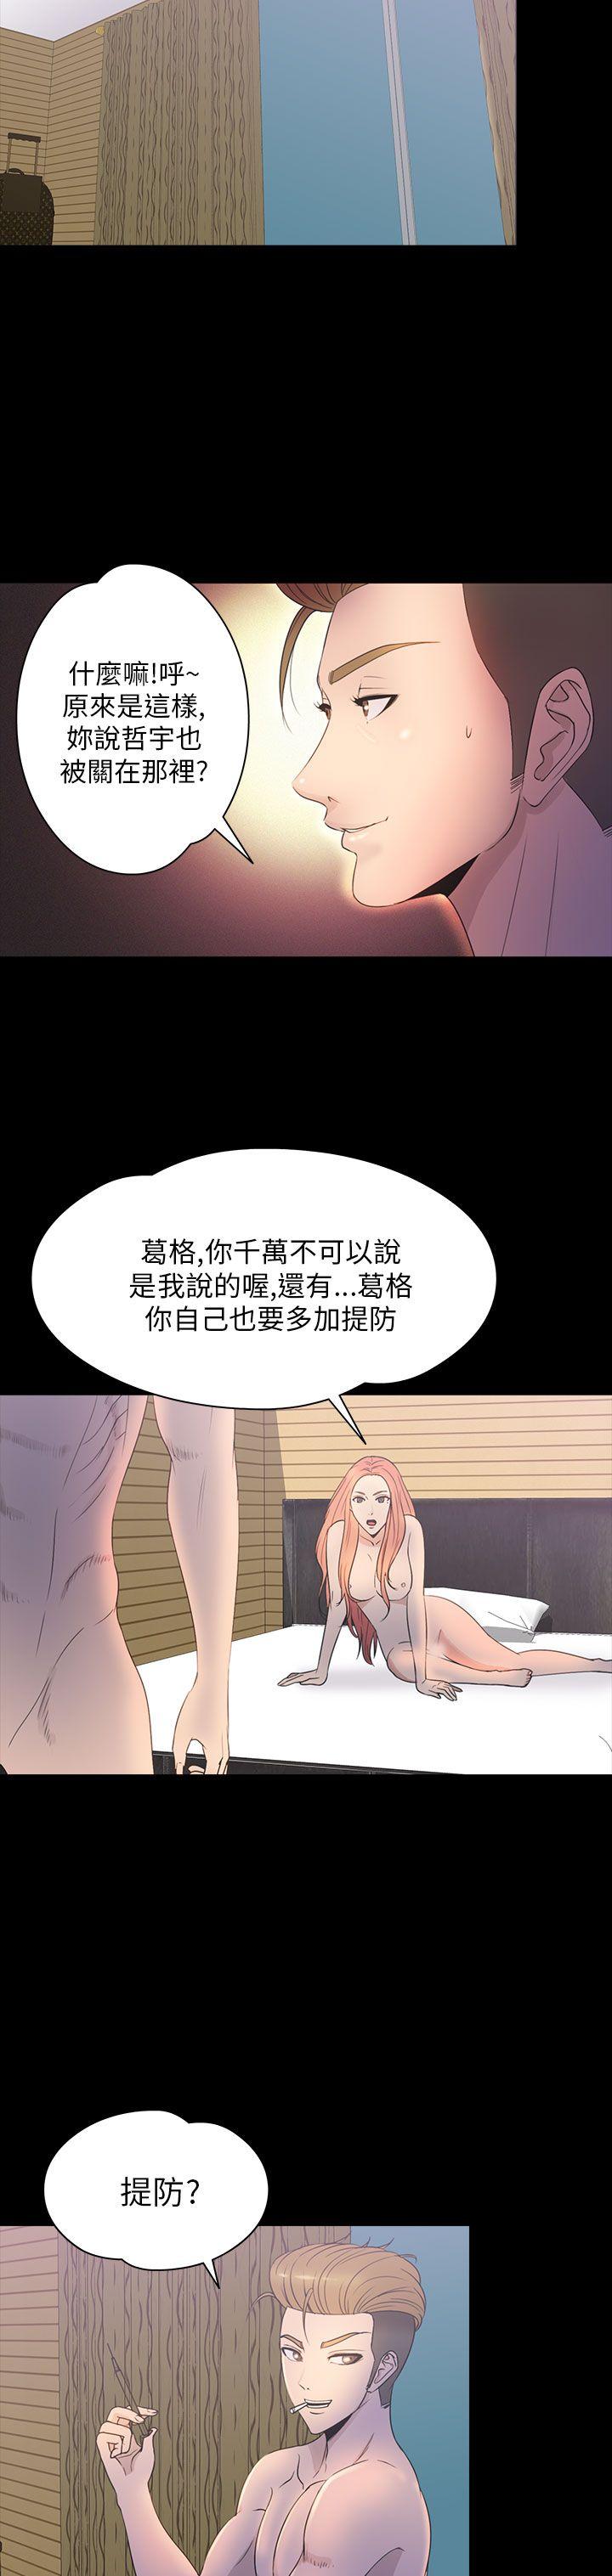 什麼嘛!呼~
原來是這樣,
妳說哲宇也
被關在那裡?
葛格,你千萬不可以說
是我說的喔,還有...葛格
你自己也要多加提防
提防?